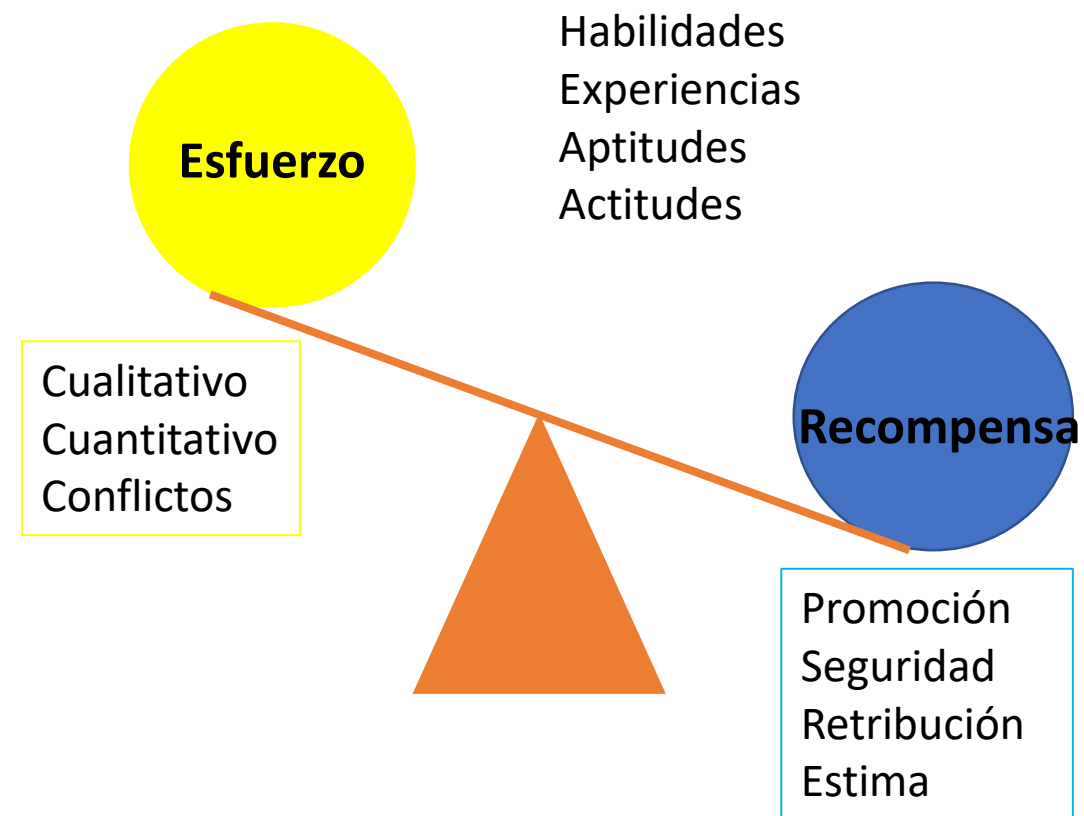 Habilidades
Experiencias
Aptitudes
Actitudes
Esfuerzo
Cualitativo
Cuantitativo
Conflictos
Recompensa
Promoción
Seguridad
Retribución
Estima